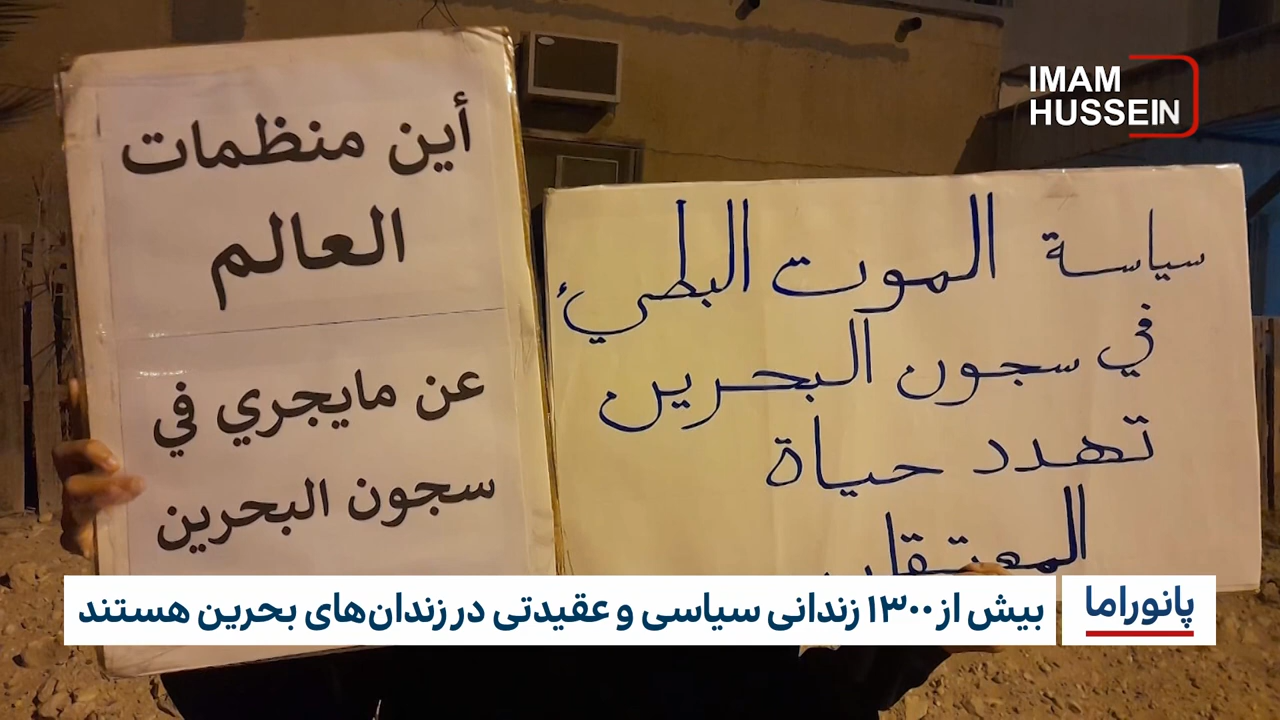 IMAM
HUSSEIN
أين منظمات
العالم
عن مايجري في
سجون البحرين
سياسة الموت البطيء
في سجون البحرين
تهدد حياة
پانوراما
بیش از ۱۳۰۰ زندانی سیاسی و عقیدتی در زندان‌های بحرین هستند